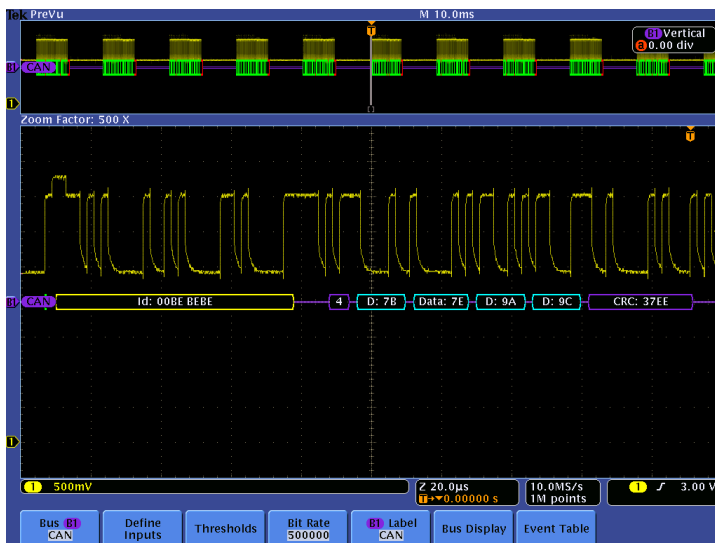 Tek PreVu M 10.0ms
T
B1 Vertical
a 0.00 div
B1 CAN
1
[]
Zoom Factor: 500 X
T
B1 CAN Id: 00BE BEBE 4 D: 7B Data: 7E D: 9A D: 9C CRC: 37EE
1
1 500mV Z 20.0μs 10.0MS/s 1 3.00 V
T→▼0.00000 s 1M points
Bus B1 Define Thresholds Bit Rate B1 Label Bus Display Event Table
CAN Inputs 500000 CAN